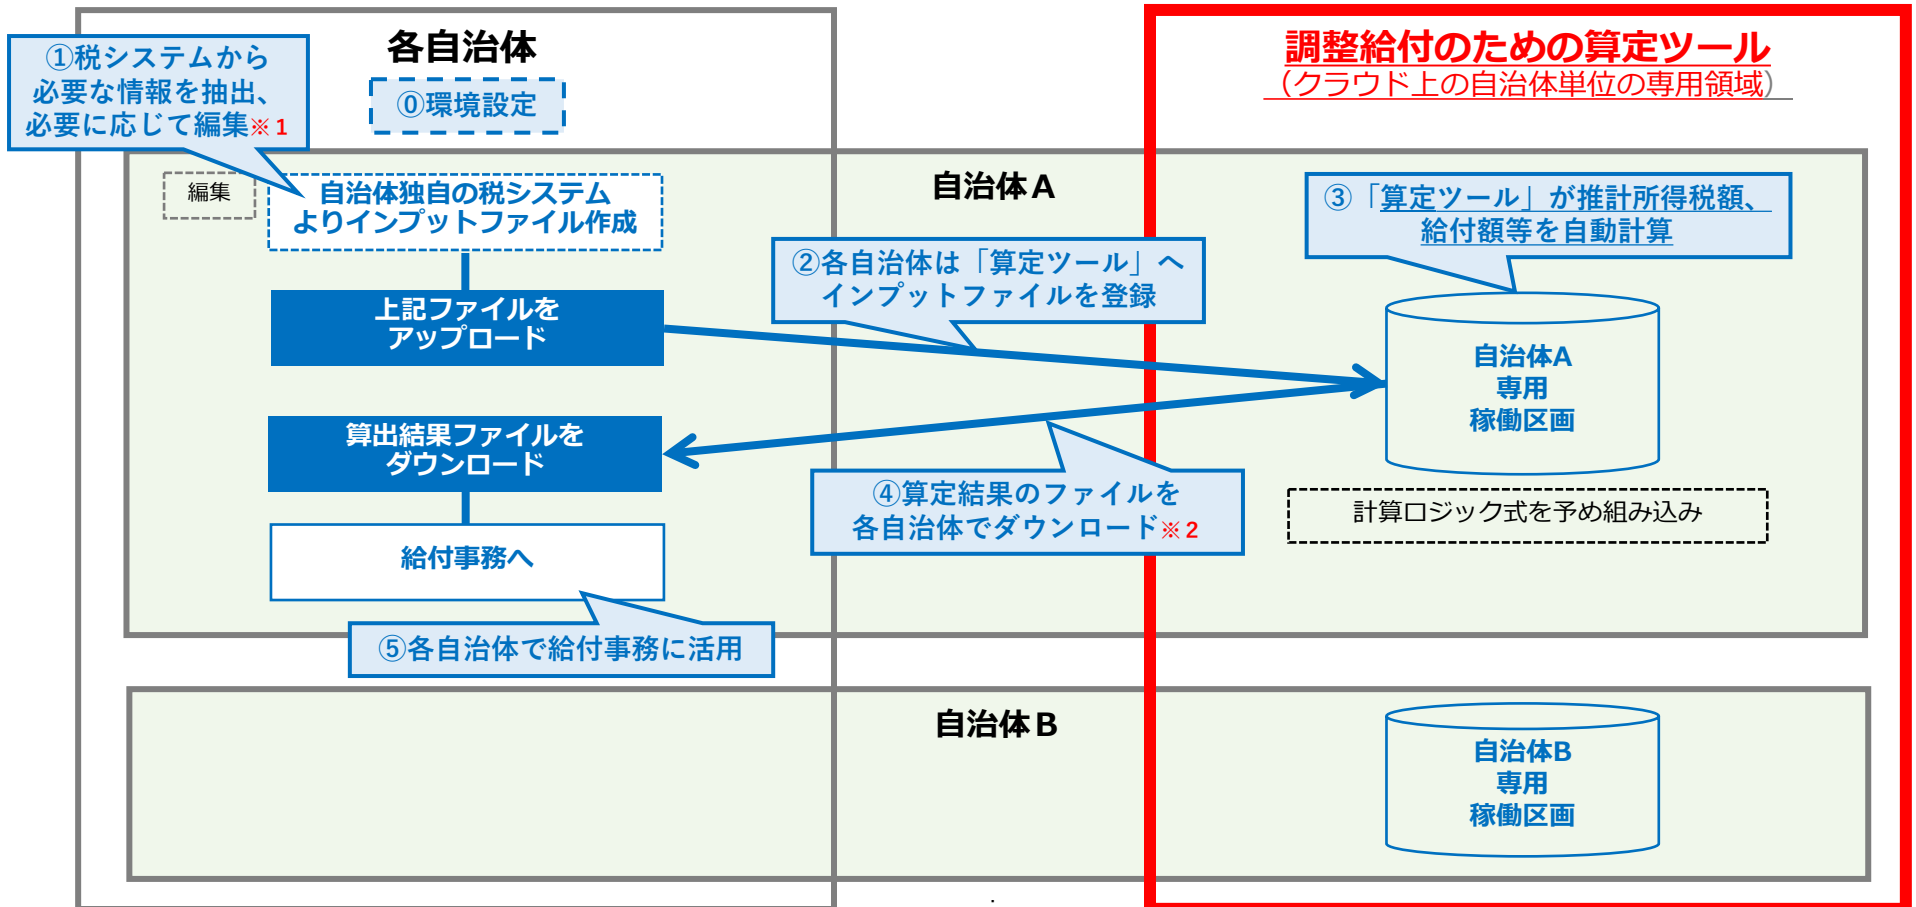 各自治体
⓪環境設定
①税システムから
必要な情報を抽出、
必要に応じて編集※1
調整給付のための算定ツール
（クラウド上の自治体単位の専用領域）
編集
自治体独自の税システム
よりインプットファイル作成
自治体A
③「算定ツール」が推計所得税額、
給付額等を自動計算
②各自治体は「算定ツール」へ
インプットファイルを登録
上記ファイルを
アップロード
自治体A
専用
稼働区画
算出結果ファイルを
ダウンロード
④算定結果のファイルを
各自治体でダウンロード※2
計算ロジック式を予め組み込み
給付事務へ
⑤各自治体で給付事務に活用
自治体B
自治体B
専用
稼働区画